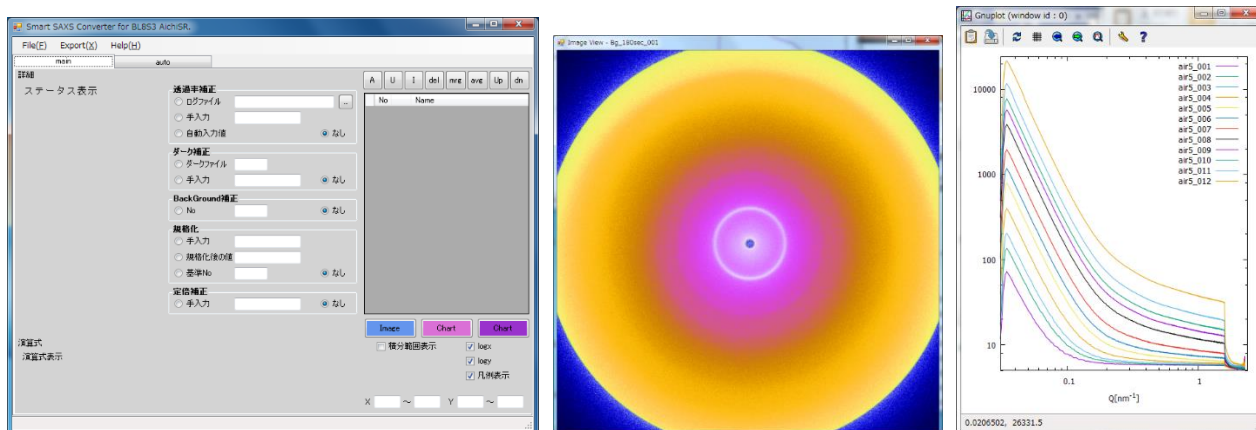 Smart SAXS Converter for BL8S3 AichiSR.
File(F) Export(X) Help(H)
main auto
詳細
ステータス表示
透過率補正
ログファイル ..
手入力
自動入力値 なし
ダーク補正
ダークファイル
手入力 なし
BackGround補正
No なし
規格化
手入力
規格化後の値
基準No なし
定倍補正
手入力 なし
演算式
演算式表示
A U I del mrg avg Up dn
No Name
Image Chart Chart
積分範囲表示 logx
logy
凡例表示
X ～ Y ～
Image View - Bg_180sec_001
Gnuplot (window id : 0)
air5_001
air5_002
air5_003
air5_004
air5_005
air5_006
air5_007
air5_008
air5_009
air5_010
air5_011
air5_012
10000
1000
100
10
0.1 1
Q[nm⁻¹]
0.0206502, 26331.5